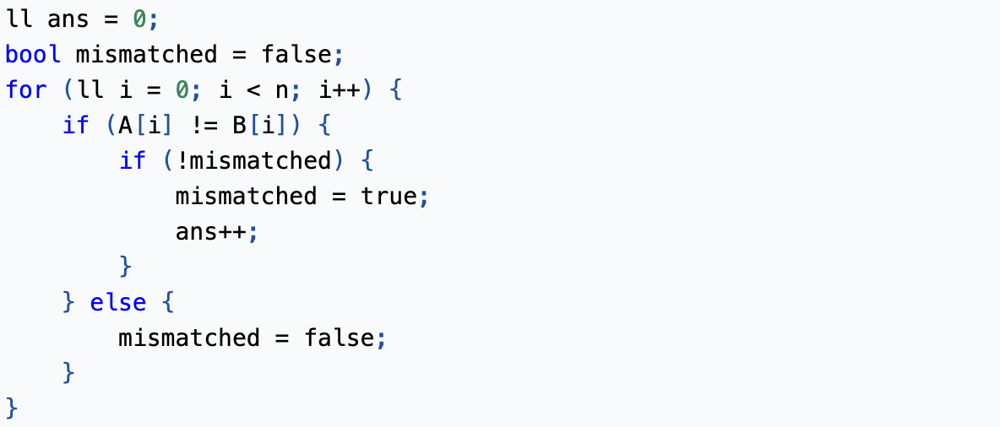 ll ans = 0;
bool mismatched = false;
for (ll i = 0; i < n; i++) {
    if (A[i] != B[i]) {
        if (!mismatched) {
            mismatched = true;
            ans++;
        }
    } else {
        mismatched = false;
    }
}